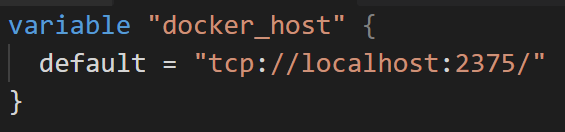 variable "docker_host" {
  default = "tcp://localhost:2375/"
}